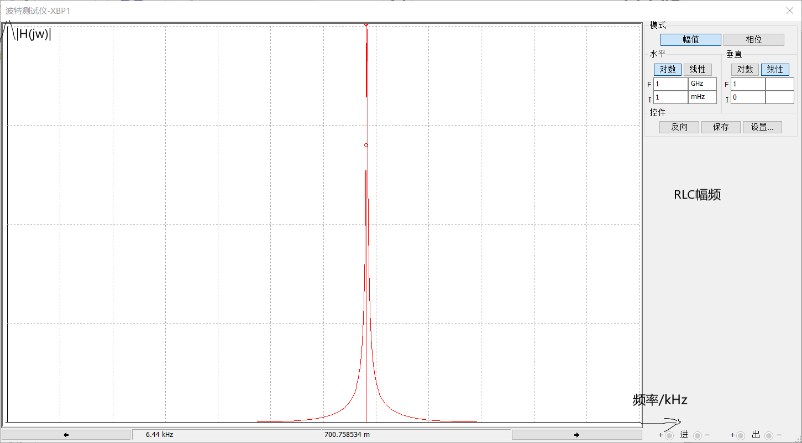 波特测试仪-XBP1
|H(jw)|
模式
幅值 相位
水平 垂直
对数 线性 对数 线性
F 1 GHz F 1
I 1 mHz I 0
控件
反向 保存 设置...
RLC幅频
频率/kHz
6.44 kHz 700.758534 m
+ 进 - + 出 -